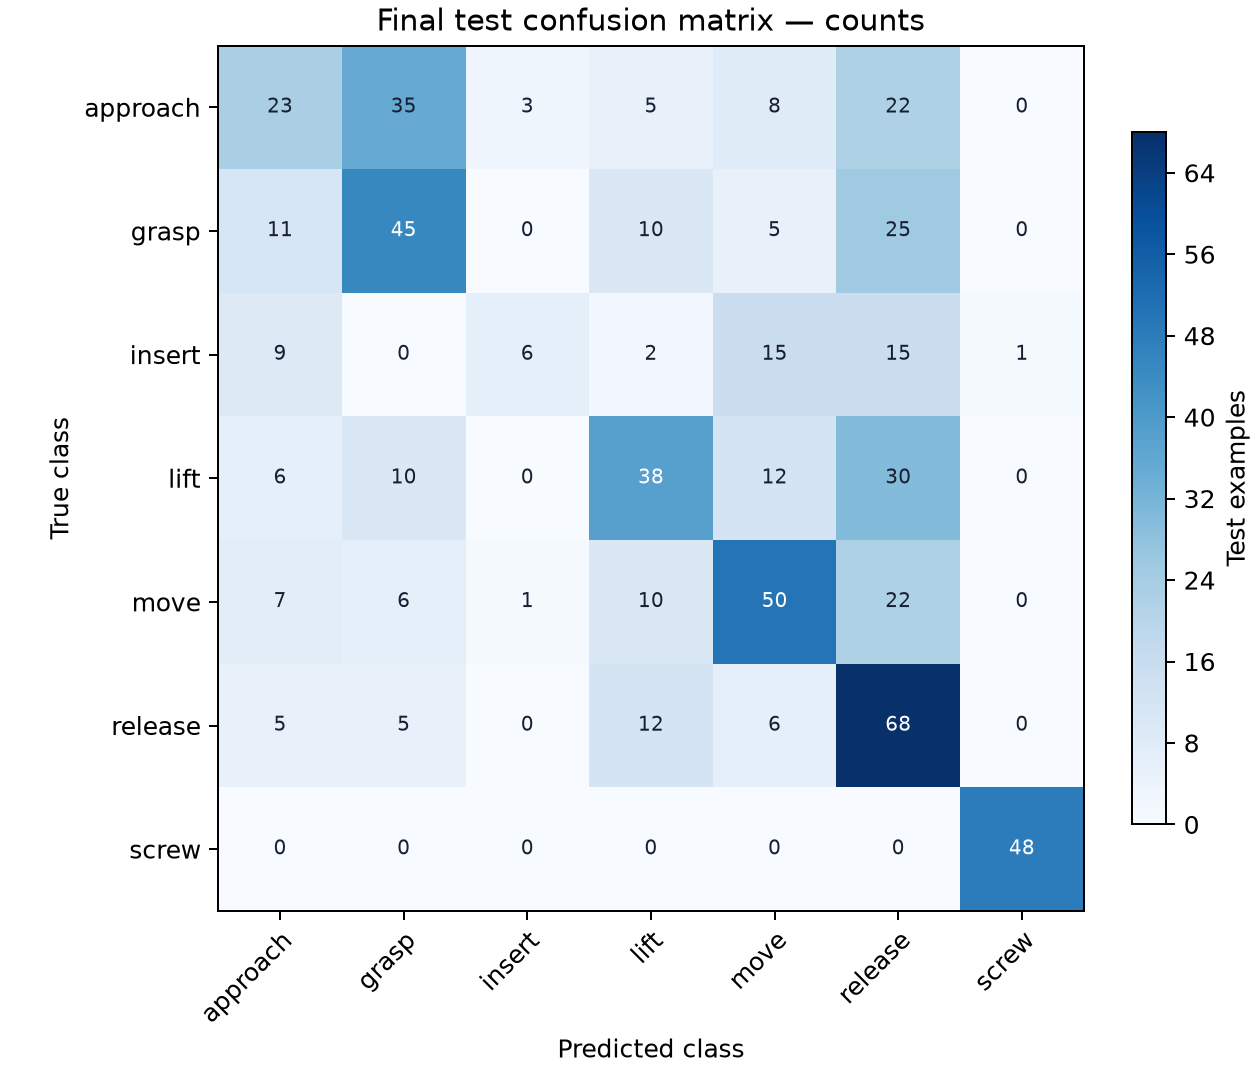 Final test confusion matrix — counts
approach 23 35 3 5 8 22 0
grasp 11 45 0 10 5 25 0
insert 9 0 6 2 15 15 1
lift 6 10 0 38 12 30 0
move 7 6 1 10 50 22 0
release 5 5 0 12 6 68 0
screw 0 0 0 0 0 0 48
approach grasp insert lift move release screw
Predicted class
True class
64
56
48
40
32
24
16
8
0
Test examples